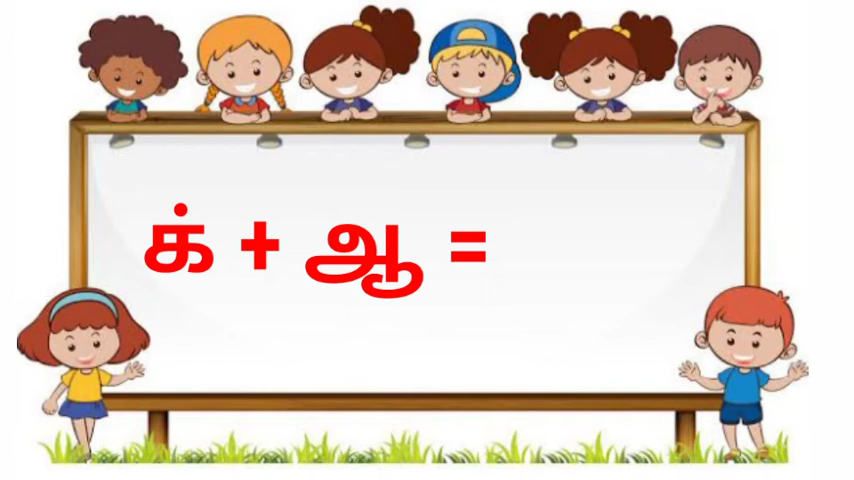 க் + ஆ =